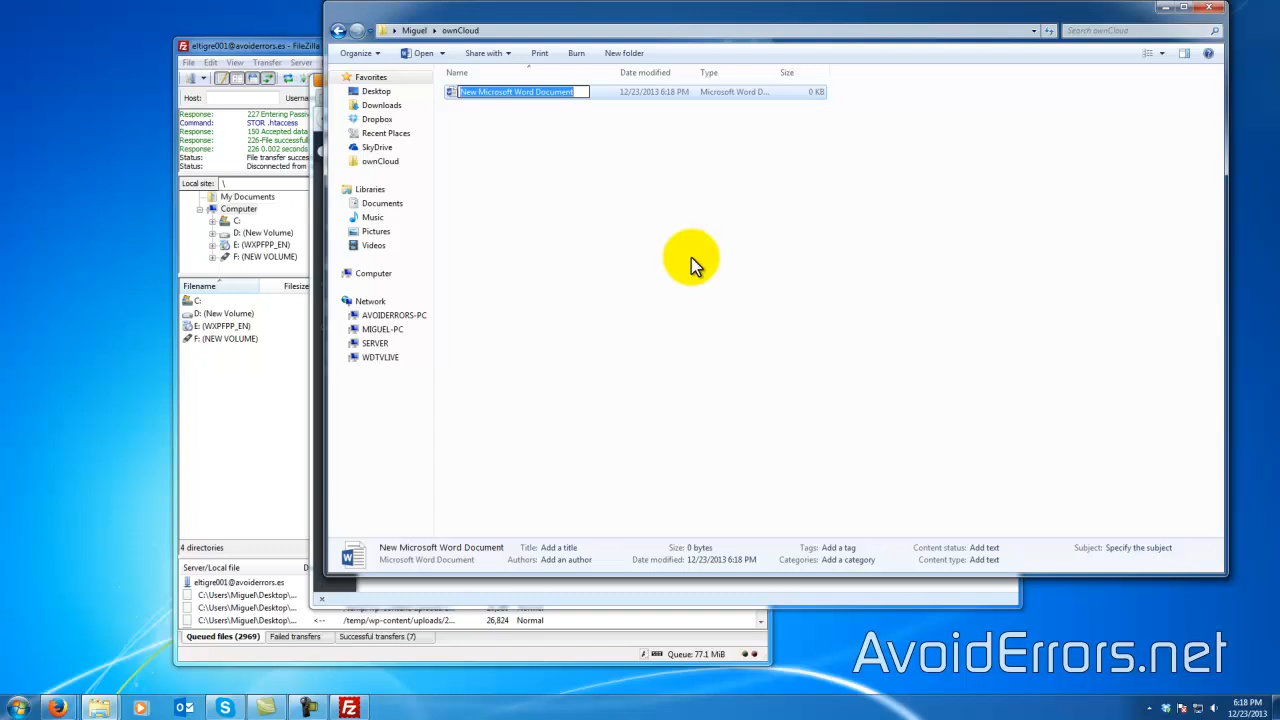 eltigre001@avoiderrors.es - FileZilla
File Edit View Transfer Server
Host: Userna
Response: 227 Entering Passiv
Command: STOR .htaccess
Response: 150 Accepted data
Response: 226-File successfull
Response: 226 0.002 seconds
Status: File transfer succes
Status: Disconnected from
Local site: \
My Documents
Computer
C:
D: (New Volume)
E: (WXPFPP_EN)
F: (NEW VOLUME)
Filename Filesize
C:
D: (New Volume)
E: (WXPFPP_EN)
F: (NEW VOLUME)
4 directories
Server/Local file
eltigre001@avoiderrors.es
C:\Users\Miguel\Desktop\...
C:\Users\Miguel\Desktop\...
C:\Users\Miguel\Desktop\... <-- /temp/wp-content/uploads/2... 26,824 Normal
Queued files (2969) Failed transfers Successful transfers (7)
Queue: 77.1 MiB
Miguel ownCloud
Search ownCloud
Organize Open Share with Print Burn New folder
Favorites
Desktop
Downloads
Dropbox
Recent Places
SkyDrive
ownCloud
Libraries
Documents
Music
Pictures
Videos
Computer
Network
AVOIDERRORS-PC
MIGUEL-PC
SERVER
WDTVLIVE
Name Date modified Type Size
New Microsoft Word Document 12/23/2013 6:18 PM Microsoft Word D... 0 KB
New Microsoft Word Document Title: Add a title Size: 0 bytes Tags: Add a tag Content status: Add text Subject: Specify the subject
Microsoft Word Document Authors: Add an author Date modified: 12/23/2013 6:18 PM Categories: Add a category Content type: Add text
AvoidErrors.net
6:18 PM
12/23/2013